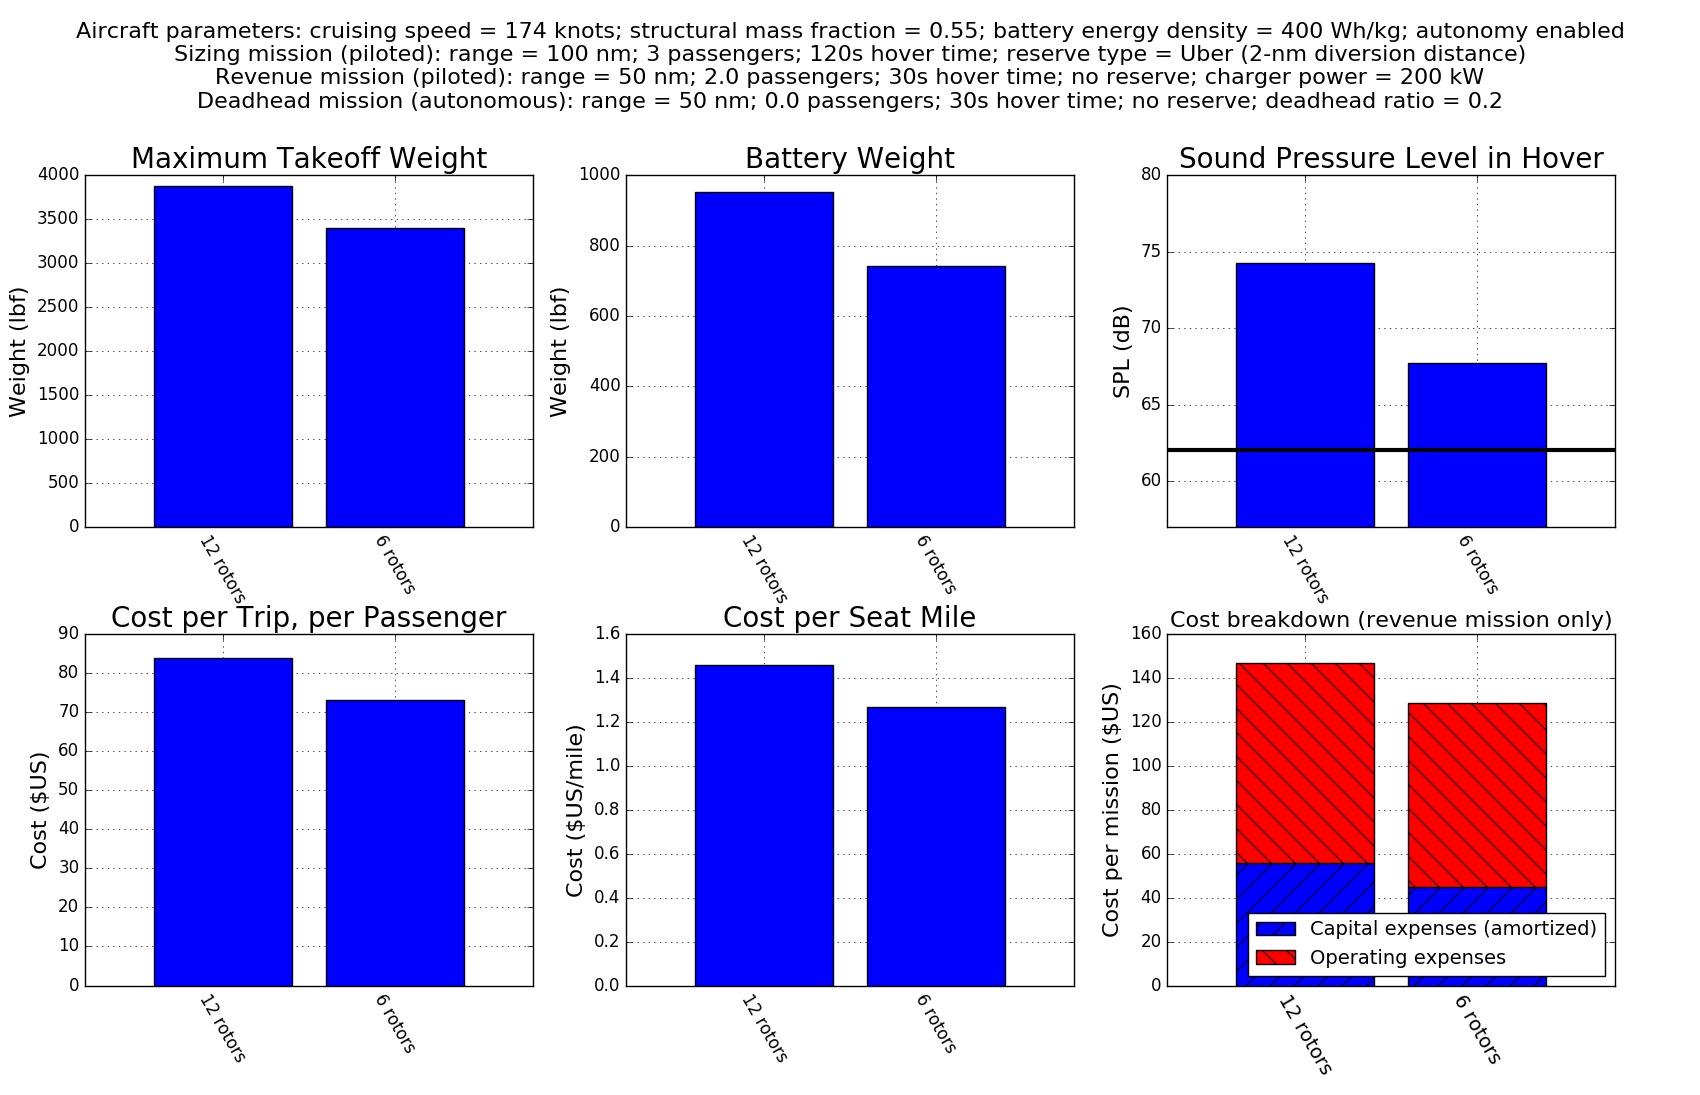 Aircraft parameters: cruising speed = 174 knots; structural mass fraction = 0.55; battery energy density = 400 Wh/kg; autonomy enabled
Sizing mission (piloted): range = 100 nm; 3 passengers; 120s hover time; reserve type = Uber (2-nm diversion distance)
Revenue mission (piloted): range = 50 nm; 2.0 passengers; 30s hover time; no reserve; charger power = 200 kW
Deadhead mission (autonomous): range = 50 nm; 0.0 passengers; 30s hover time; no reserve; deadhead ratio = 0.2
Maximum Takeoff Weight
4000
3500
3000
2500
2000
1500
1000
500
0
Weight (lbf)
12 rotors
6 rotors
Battery Weight
1000
800
600
400
200
0
Weight (lbf)
12 rotors
6 rotors
Sound Pressure Level in Hover
80
75
70
65
60
SPL (dB)
12 rotors
6 rotors
Cost per Trip, per Passenger
90
80
70
60
50
40
30
20
10
0
Cost ($US)
12 rotors
6 rotors
Cost per Seat Mile
1.6
1.4
1.2
1.0
0.8
0.6
0.4
0.2
0.0
Cost ($US/mile)
12 rotors
6 rotors
Cost breakdown (revenue mission only)
160
140
120
100
80
60
40
20
0
Cost per mission ($US)
Capital expenses (amortized)
Operating expenses
12 rotors
6 rotors